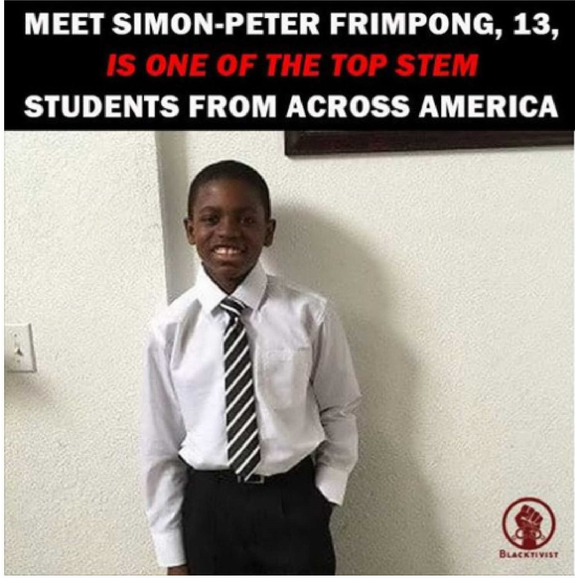 MEET SIMON-PETER FRIMPONG, 13,
IS ONE OF THE TOP STEM
STUDENTS FROM ACROSS AMERICA
BLACKTIVIST